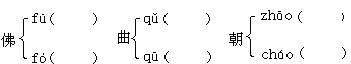 fú（ ） qǔ（ ） zhāo（ ）
佛 曲 朝
fó（ ） qū（ ） cháo（ ）